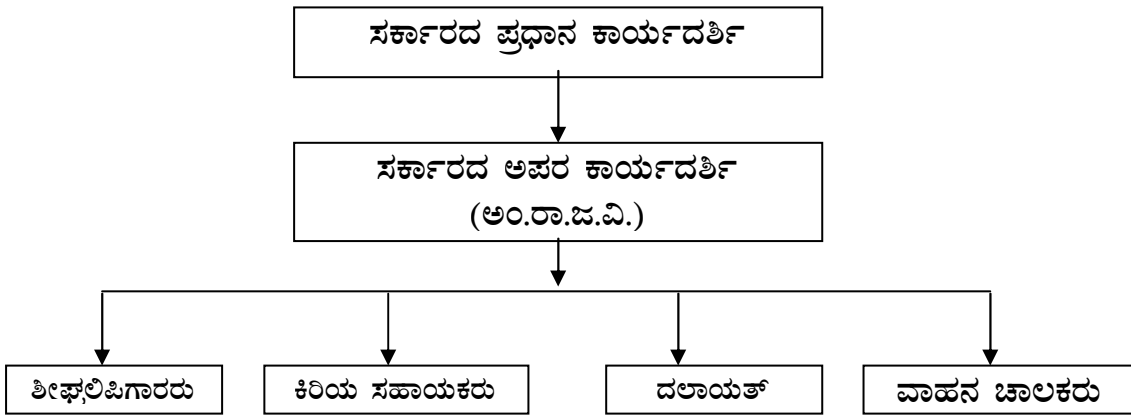 ಸರ್ಕಾರದ ಪ್ರಧಾನ ಕಾರ್ಯದರ್ಶಿ
ಸರ್ಕಾರದ ಅಪರ ಕಾರ್ಯದರ್ಶಿ
(ಅಂ.ರಾ.ಜ.ವಿ.)
ಶೀಘ್ರಲಿಪಿಗಾರರು
ಕಿರಿಯ ಸಹಾಯಕರು
ದಲಾಯತ್
ವಾಹನ ಚಾಲಕರು